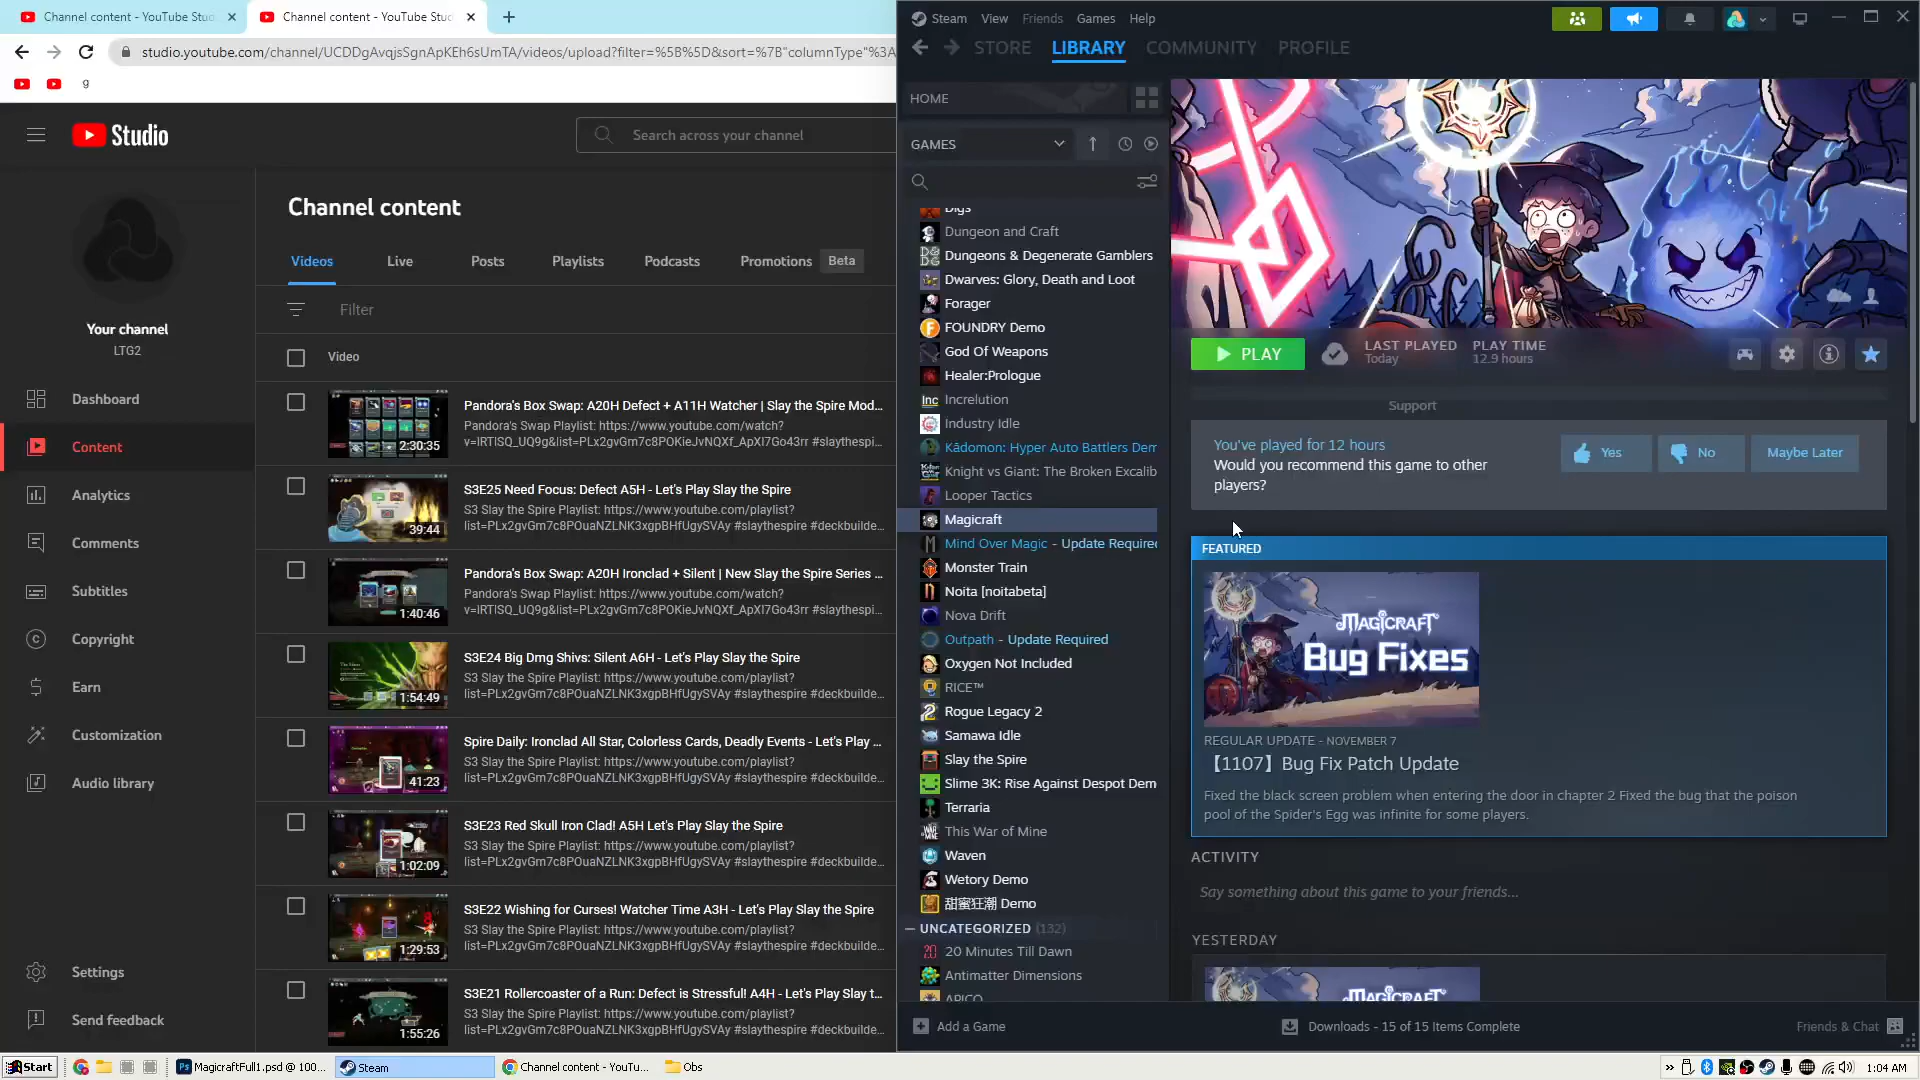 Channel content - YouTube Stu
Channel content - YouTube Stu
studio.youtube.com/channel/UCDDgAvqjsSgnApKEh6sUmTA/videos/upload?filter=%5B%5D&sort=%7B"columnType"%3A
g
Studio
Search across your channel
Your channel
LTG2
Dashboard
Content
Analytics
Comments
Subtitles
Copyright
Earn
Customization
Audio library
Settings
Send feedback
Channel content
Videos
Live
Posts
Playlists
Podcasts
Promotions
Beta
Filter
Video
2:30:35
Pandora's Box Swap: A20H Defect + A11H Watcher | Slay the Spire Mod...
Pandora's Swap Playlist: https://www.youtube.com/watch?
v=lRTlSQ_UQ9g&list=PLx2gvGm7c8POKieJvNQXf_ApXl7Go43rr #slaythespi...
39:44
S3E25 Need Focus: Defect A5H - Let's Play Slay the Spire
S3 Slay the Spire Playlist: https://www.youtube.com/playlist?
list=PLx2gvGm7c8POuaNZLNK3xgpBHfUgySVAy #slaythespire #deckbuilde...
1:40:46
Pandora's Box Swap: A20H Ironclad + Silent | New Slay the Spire Series ...
Pandora's Swap Playlist: https://www.youtube.com/watch?
v=lRTlSQ_UQ9g&list=PLx2gvGm7c8POKieJvNQXf_ApXl7Go43rr #slaythespi...
1:54:49
S3E24 Big Dmg Shivs: Silent A6H - Let's Play Slay the Spire
S3 Slay the Spire Playlist: https://www.youtube.com/playlist?
list=PLx2gvGm7c8POuaNZLNK3xgpBHfUgySVAy #slaythespire #deckbuilde...
41:23
Spire Daily: Ironclad All Star, Colorless Cards, Deadly Events - Let's Play ...
S3 Slay the Spire Playlist: https://www.youtube.com/playlist?
list=PLx2gvGm7c8POuaNZLNK3xgpBHfUgySVAy #slaythespire #deckbuilde...
1:02:09
S3E23 Red Skull Iron Clad! A5H Let's Play Slay the Spire
S3 Slay the Spire Playlist: https://www.youtube.com/playlist?
list=PLx2gvGm7c8POuaNZLNK3xgpBHfUgySVAy #slaythespire #deckbuilde...
1:29:53
S3E22 Wishing for Curses! Watcher Time A3H - Let's Play Slay the Spire
S3 Slay the Spire Playlist: https://www.youtube.com/playlist?
list=PLx2gvGm7c8POuaNZLNK3xgpBHfUgySVAy #slaythespire #deckbuilde...
1:55:26
S3E21 Rollercoaster of a Run: Defect is Stressful! A4H - Let's Play Slay t...
S3 Slay the Spire Playlist: https://www.youtube.com/playlist?
list=PLx2gvGm7c8POuaNZLNK3xgpBHfUgySVAy #slaythespire #deckbuilde...
Steam View Friends Games Help
STORE LIBRARY COMMUNITY PROFILE
HOME
GAMES
Digs
Dungeon and Craft
Dungeons & Degenerate Gamblers
Dwarves: Glory, Death and Loot
Forager
FOUNDRY Demo
God Of Weapons
Healer:Prologue
Increlution
Industry Idle
Kādomon: Hyper Auto Battlers Dem
Knight vs Giant: The Broken Excalib
Looper Tactics
Magicraft
Mind Over Magic - Update Required
Monster Train
Noita [noitabeta]
Nova Drift
Outpath - Update Required
Oxygen Not Included
RICE™
Rogue Legacy 2
Samawa Idle
Slay the Spire
Slime 3K: Rise Against Despot Dem
Terraria
This War of Mine
Waven
Wetory Demo
甜蜜狂潮 Demo
UNCATEGORIZED (132)
20 Minutes Till Dawn
Antimatter Dimensions
APICO
Add a Game
PLAY
LAST PLAYED
Today
PLAY TIME
12.9 hours
Support
You've played for 12 hours
Would you recommend this game to other
players?
Yes
No
Maybe Later
FEATURED
MAGICRAFT
Bug Fixes
REGULAR UPDATE - NOVEMBER 7
【1107】Bug Fix Patch Update
Fixed the black screen problem when entering the door in chapter 2 Fixed the bug that the poison
pool of the Spider's Egg was infinite for some players.
ACTIVITY
Say something about this game to your friends...
YESTERDAY
MAGICRAFT
Downloads - 15 of 15 Items Complete
Friends & Chat
Start
MagicraftFull1.psd @ 100...
Steam
Channel content - YouTu...
Obs
1:04 AM